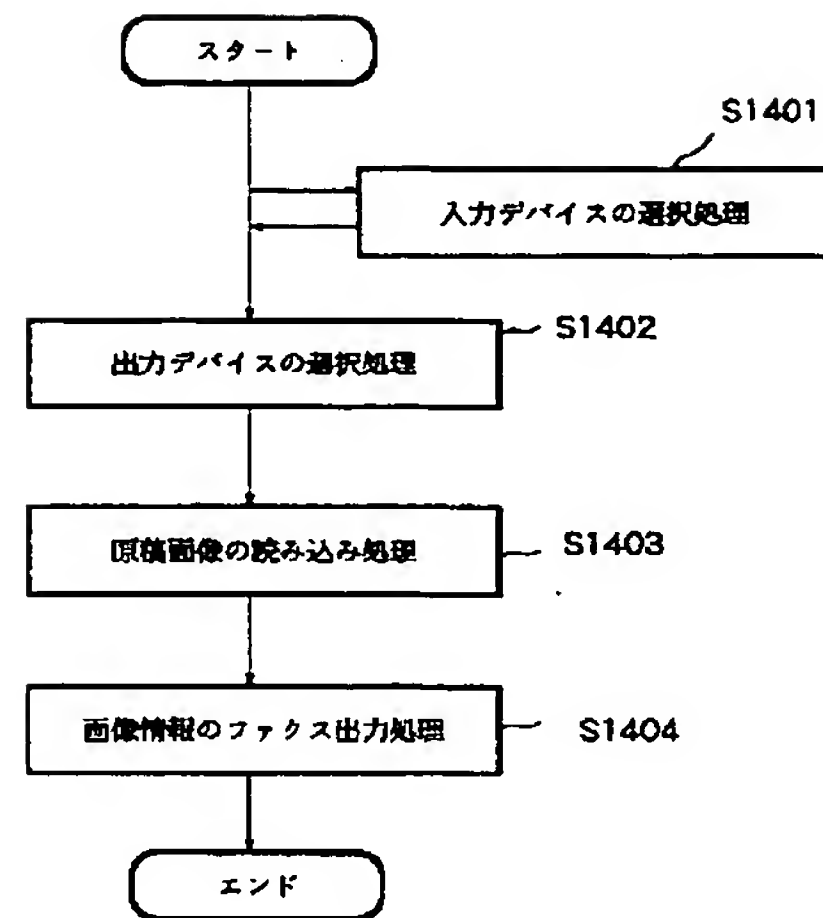 スタート
S1401
入力デバイスの選択処理
S1402
出力デバイスの選択処理
原稿画像の読み込み処理
S1403
画像情報のファクス出力処理
S1404
エンド